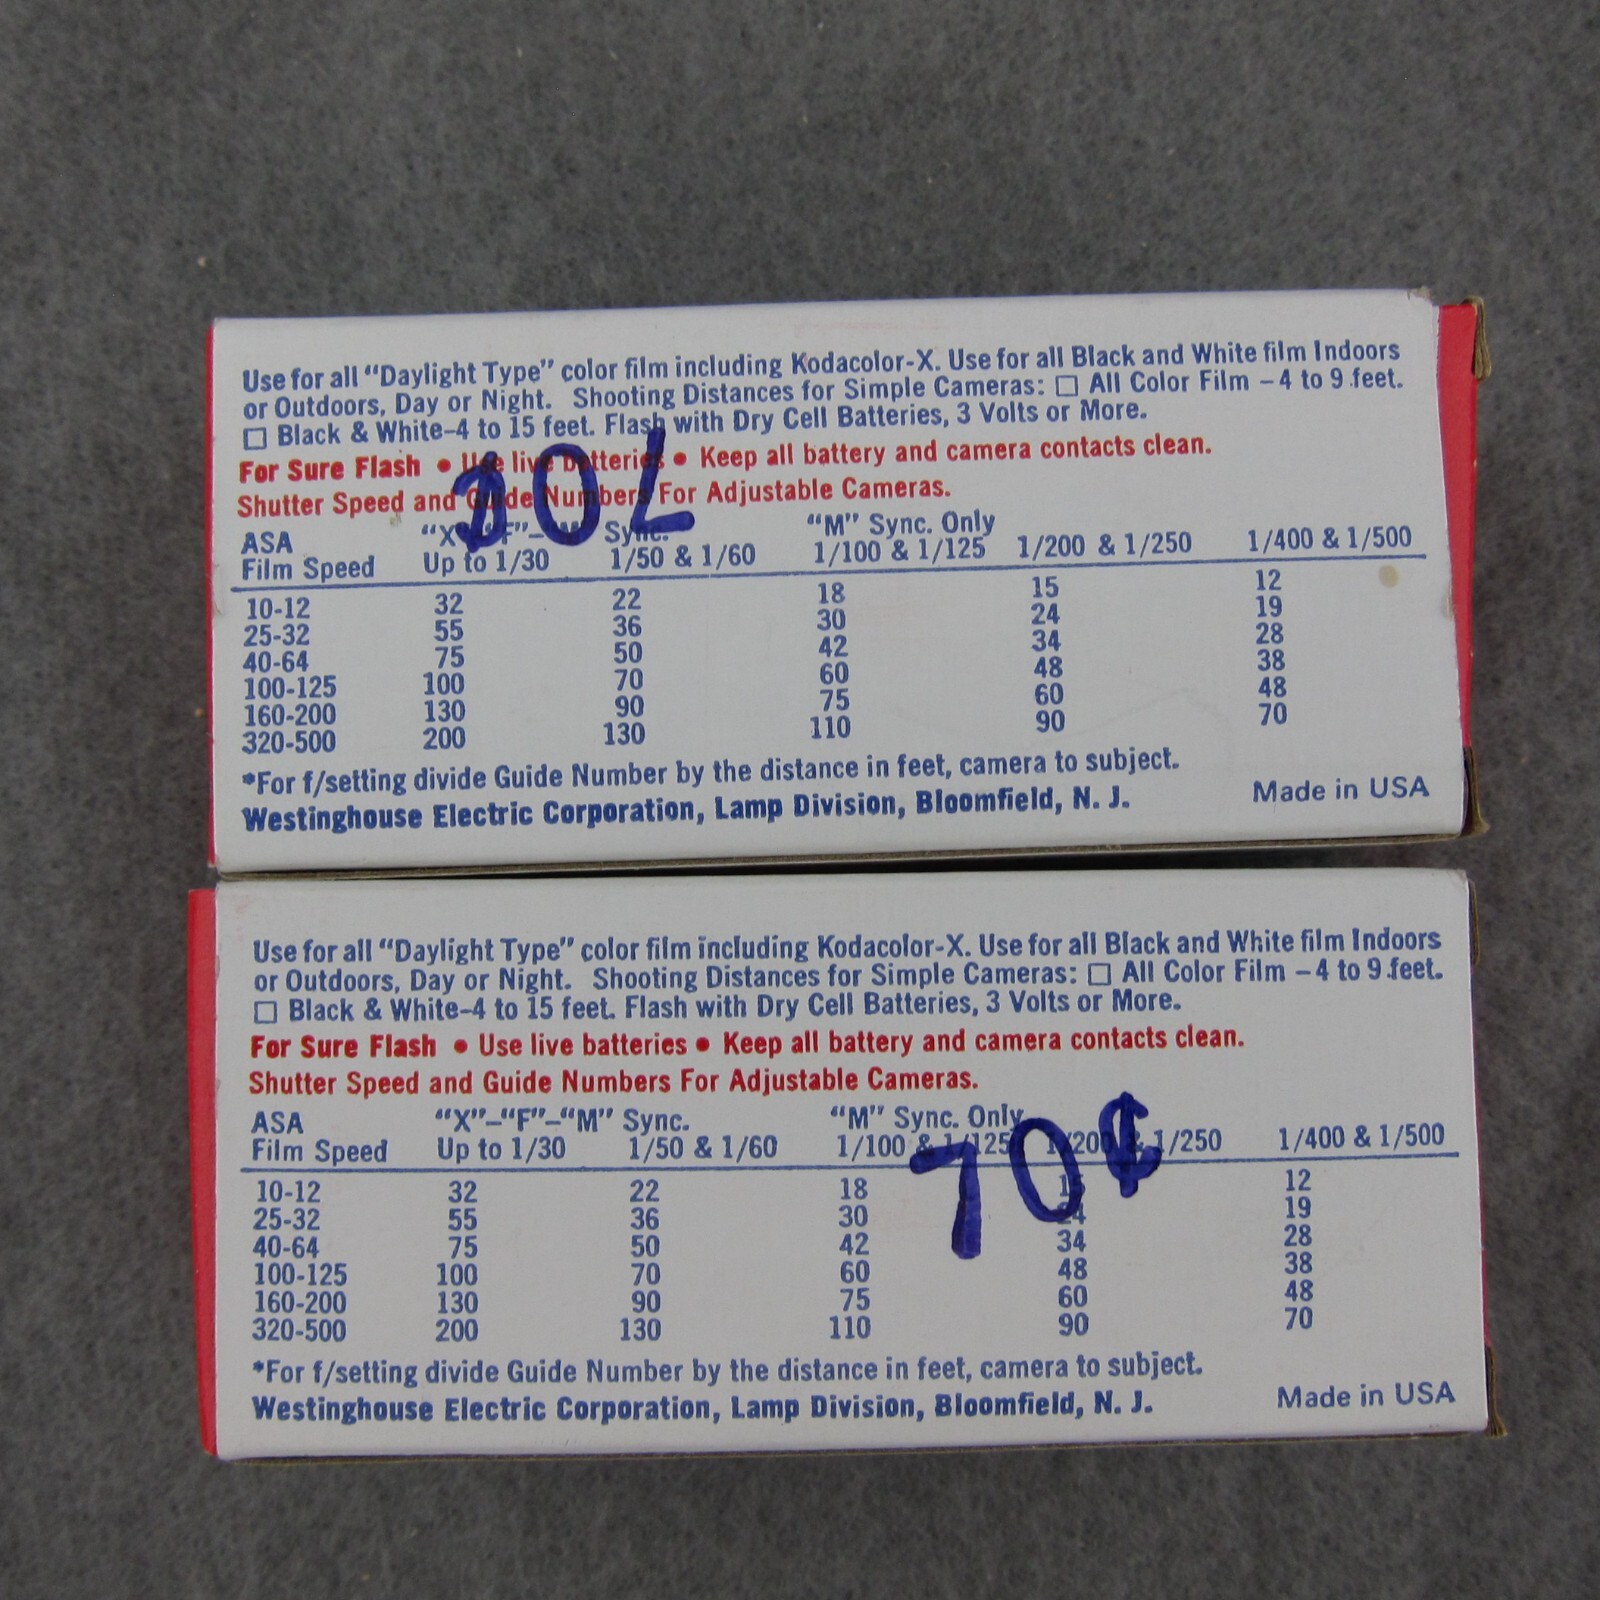 Use for all “Daylight Type” color film including Kodacolor-X. Use for all Black and White film Indoors
or Outdoors, Day or Night. Shooting Distances for Simple Cameras: ☐ All Color Film – 4 to 9 feet.
☐ Black & White–4 to 15 feet. Flash with Dry Cell Batteries, 3 Volts or More.
For Sure Flash • Use live batteries • Keep all battery and camera contacts clean.
Shutter Speed and Guide Numbers For Adjustable Cameras.
70¢
ASA “X”–“F”–“M” Sync. “M” Sync. Only
Film Speed Up to 1/30 1/50 & 1/60 1/100 & 1/125 1/200 & 1/250 1/400 & 1/500
10-12 32 22 18 15 12
25-32 55 36 30 24 19
40-64 75 50 42 34 28
100-125 100 70 60 48 38
160-200 130 90 75 60 48
320-500 200 130 110 90 70
*For f/setting divide Guide Number by the distance in feet, camera to subject.
Westinghouse Electric Corporation, Lamp Division, Bloomfield, N. J. Made in USA
Use for all “Daylight Type” color film including Kodacolor-X. Use for all Black and White film Indoors
or Outdoors, Day or Night. Shooting Distances for Simple Cameras: ☐ All Color Film – 4 to 9 feet.
☐ Black & White–4 to 15 feet. Flash with Dry Cell Batteries, 3 Volts or More.
For Sure Flash • Use live batteries • Keep all battery and camera contacts clean.
Shutter Speed and Guide Numbers For Adjustable Cameras.
ASA “X”–“F”–“M” Sync. “M” Sync. Only
Film Speed Up to 1/30 1/50 & 1/60 1/100 & 1/125 1/200 & 1/250 1/400 & 1/500
70¢
10-12 32 22 18 15 12
25-32 55 36 30 24 19
40-64 75 50 42 34 28
100-125 100 70 60 48 38
160-200 130 90 75 60 48
320-500 200 130 110 90 70
*For f/setting divide Guide Number by the distance in feet, camera to subject.
Westinghouse Electric Corporation, Lamp Division, Bloomfield, N. J. Made in USA